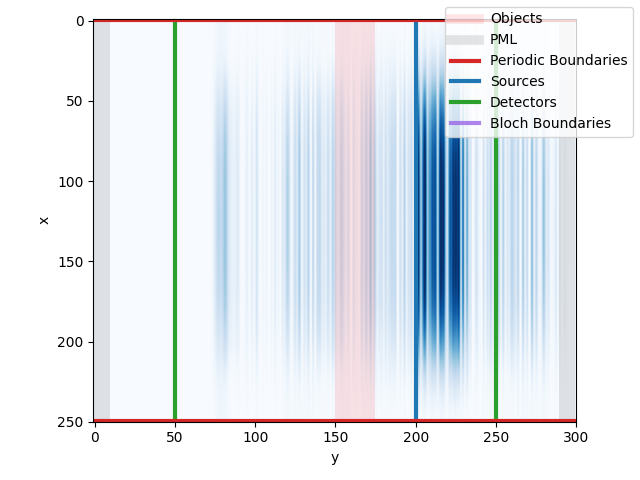 Objects
PML
Periodic Boundaries
Sources
Detectors
Bloch Boundaries
0
50
100
150
200
250
x
0 50 100 150 200 250 300
y